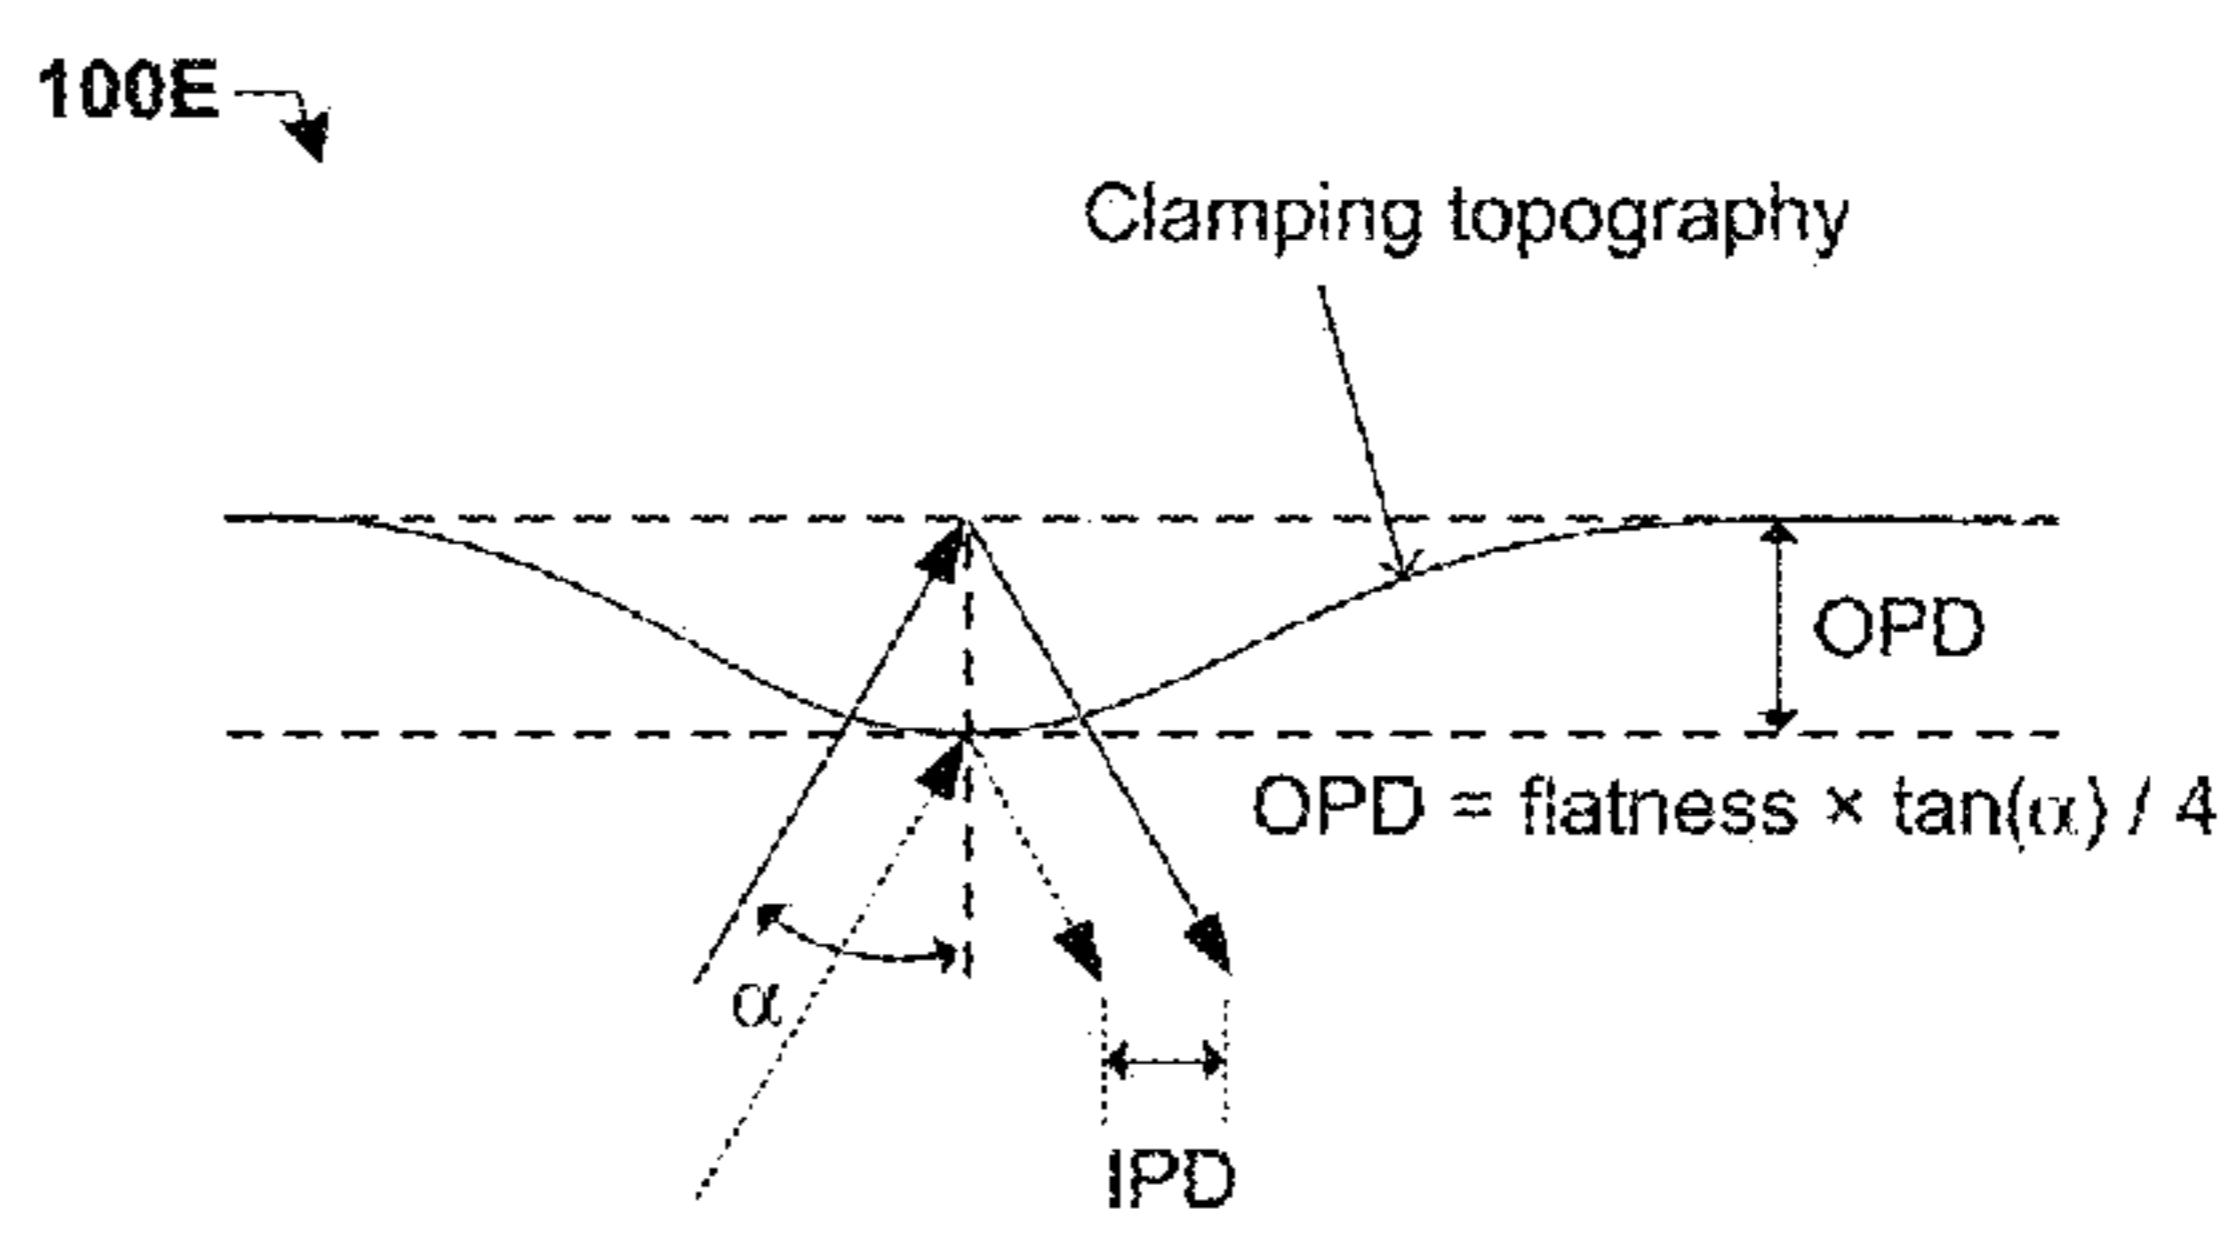 100E
Clamping topography
OPD
OPD = flatness × tan(α) / 4
α
IPD